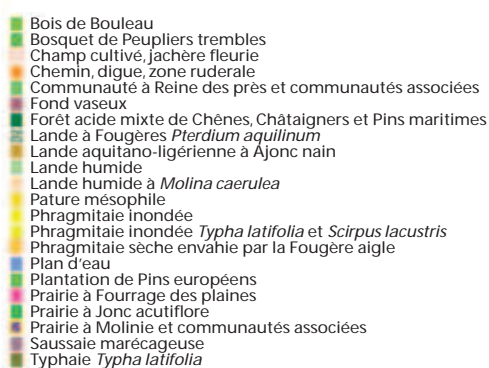 Bois de Bouleau
Bosquet de Peupliers trembles
Champ cultivé, jachère fleurie
Chemin, digue, zone ruderale
Communauté à Reine des près et communautés associées
Fond vaseux
Forêt acide mixte de Chênes, Châtaigners et Pins maritimes
Lande à Fougères Pterdium aquilinum
Lande aquitano-ligérienne à Ajonc nain
Lande humide
Lande humide à Molina caerulea
Pature mésophile
Phragmitaie inondée
Phragmitaie inondée Typha latifolia et Scirpus lacustris
Phragmitaie sèche envahie par la Fougère aigle
Plan d'eau
Plantation de Pins européens
Prairie à Fourrage des plaines
Prairie à Jonc acutiflore
Prairie à Molinie et communautés associées
Saussaie marécageuse
Typhaie Typha latifolia